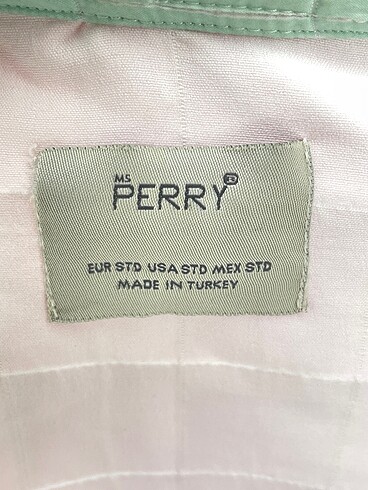 MS
PERRY®
EUR STD USA STD MEX STD
MADE IN TURKEY